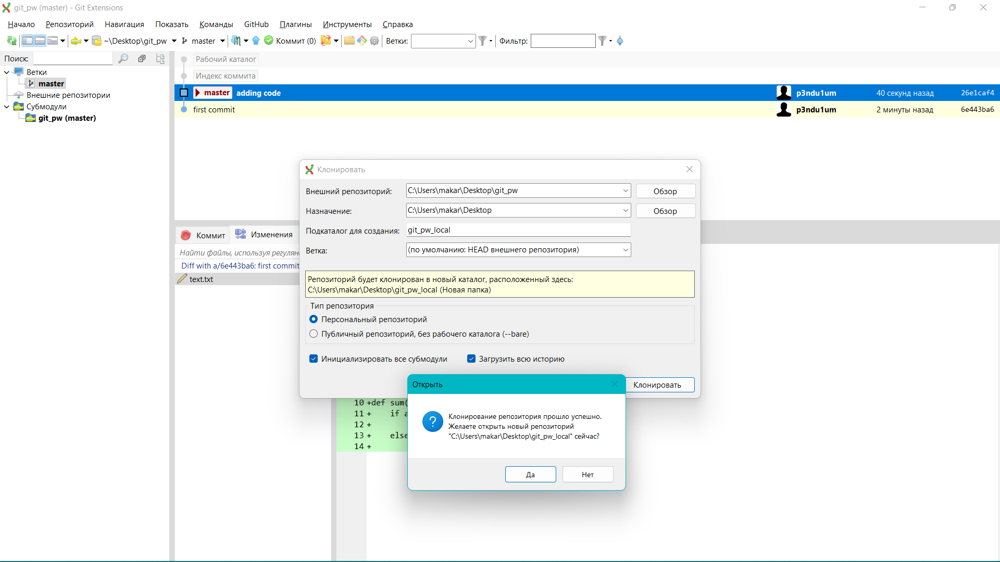 git_pw (master) - Git Extensions
Начало Репозиторий Навигация Показать Команды GitHub Плагины Инструменты Справка
~\Desktop\git_pw master Коммит (0) Ветки: Фильтр:
Поиск:
Ветки
master
Внешние репозитории
Субмодули
git_pw (master)
Рабочий каталог
Индекс коммита
master adding code p3ndu1um 40 секунд назад 26e1caf4
first commit p3ndu1um 2 минуты назад 6e443ba6
Коммит Изменения
Найти файлы, используя регулян
Diff with a/6e443ba6: first commit
text.txt
Клонировать
Внешний репозиторий: C:\Users\makar\Desktop\git_pw Обзор
Назначение: C:\Users\makar\Desktop Обзор
Подкаталог для создания: git_pw_local
Ветка: (по умолчанию: HEAD внешнего репозитория)
Репозиторий будет клонирован в новый каталог, расположенный здесь:
C:\Users\makar\Desktop\git_pw_local (Новая папка)
Тип репозитория
Персональный репозиторий
Публичный репозиторий, без рабочего каталога (--bare)
Инициализировать все субмодули Загрузить всю историю
Клонировать
10 +def sum(
11 + if a
12 +
13 + else
14 +
Открыть
Клонирование репозитория прошло успешно.
Желаете открыть новый репозиторий
"C:\Users\makar\Desktop\git_pw_local" сейчас?
Да Нет